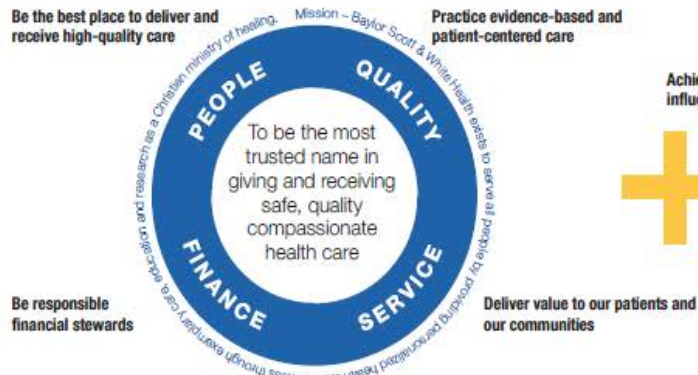 Be the best place to deliver and
receive high-quality care
Practice evidence-based and
patient-centered care
Mission – Baylor Scott & White Health exists to serve all people by providing personalized health
through exemplary care, education and research as a Christian ministry of healing.
PEOPLE
QUALITY
To be the most
trusted name in
giving and receiving
safe, quality
compassionate
health care
FINANCE
SERVICE
Be responsible
financial stewards
Deliver value to our patients and
our communities